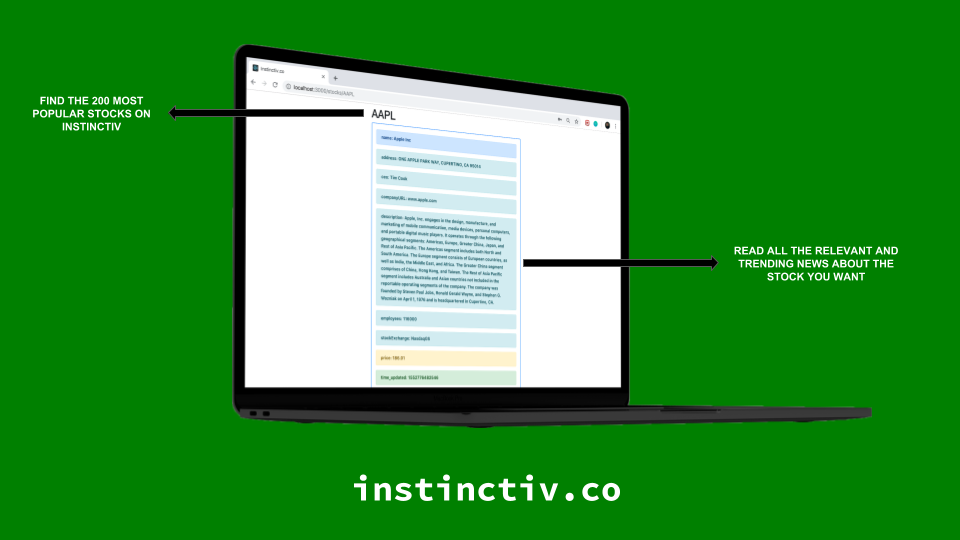 instinctiv.co
localhost:3000/stocks/AAPL
FIND THE 200 MOST
POPULAR STOCKS ON
INSTINCTIV
AAPL
name: Apple Inc
address: ONE APPLE PARK WAY, CUPERTINO, CA 95014
ceo: Tim Cook
companyURL: www.apple.com
description: Apple, Inc. engages in the design, manufacture, and
marketing of mobile communication, media devices, personal computers,
and portable digital music players. It operates through the following
geographical segments: Americas, Europe, Greater China, Japan, and
Rest of Asia Pacific. The Americas segment includes both North and
South America. The Europe segment consists of European countries, as
well as India, the Middle East, and Africa. The Greater China segment
comprises of China, Hong Kong, and Taiwan. The Rest of Asia Pacific
segment includes Australia and Asian countries not included in the
reportable operating segments of the company. The company was
founded by Steven Paul Jobs, Ronald Gerald Wayne, and Stephen G.
Wozniak on April 1, 1976 and is headquartered in Cupertino, CA.
READ ALL THE RELEVANT AND
TRENDING NEWS ABOUT THE
STOCK YOU WANT
employees:
stockExchange:
price:
time_updated:
instinctiv.co